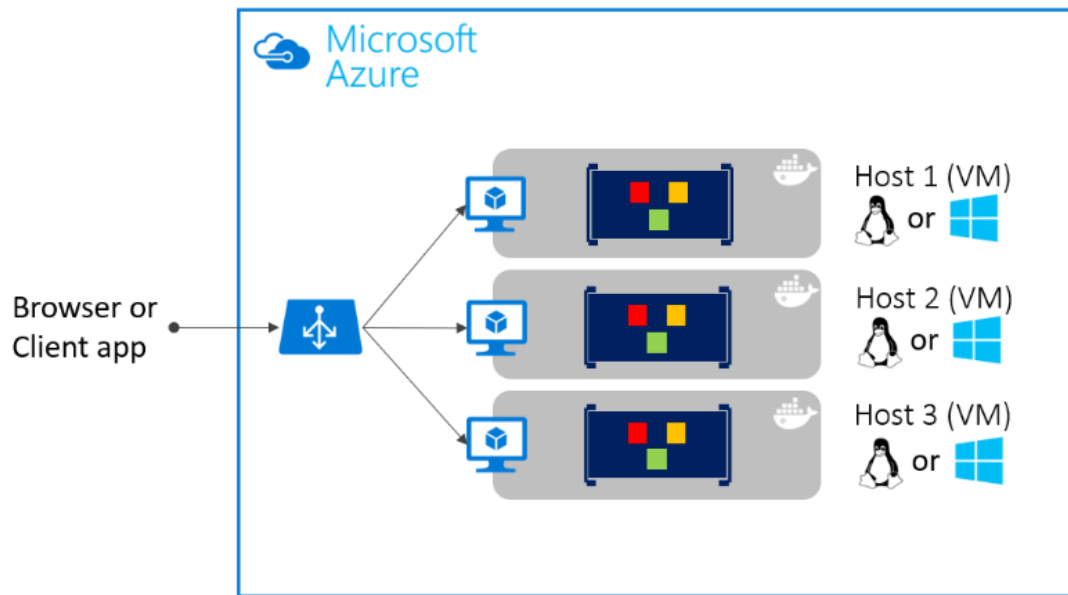 Microsoft
Azure
Host 1 (VM)
or
Host 2 (VM)
or
Browser or
Client app
Host 3 (VM)
or